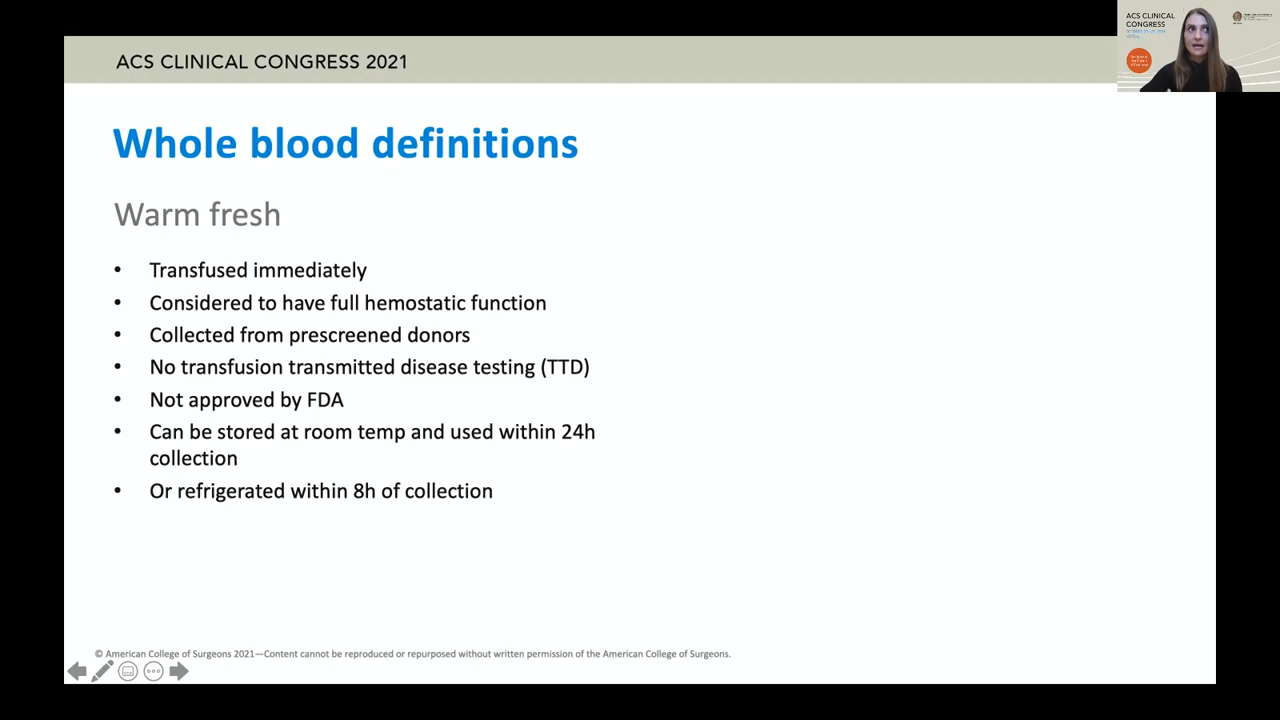 ACS CLINICAL
CONGRESS
ACS CLINICAL CONGRESS 2021
Whole blood definitions
Warm fresh
• Transfused immediately
• Considered to have full hemostatic function
• Collected from prescreened donors
• No transfusion transmitted disease testing (TTD)
• Not approved by FDA
• Can be stored at room temp and used within 24h
collection
• Or refrigerated within 8h of collection
© American College of Surgeons 2021—Content cannot be reproduced or repurposed without written permission of the American College of Surgeons.